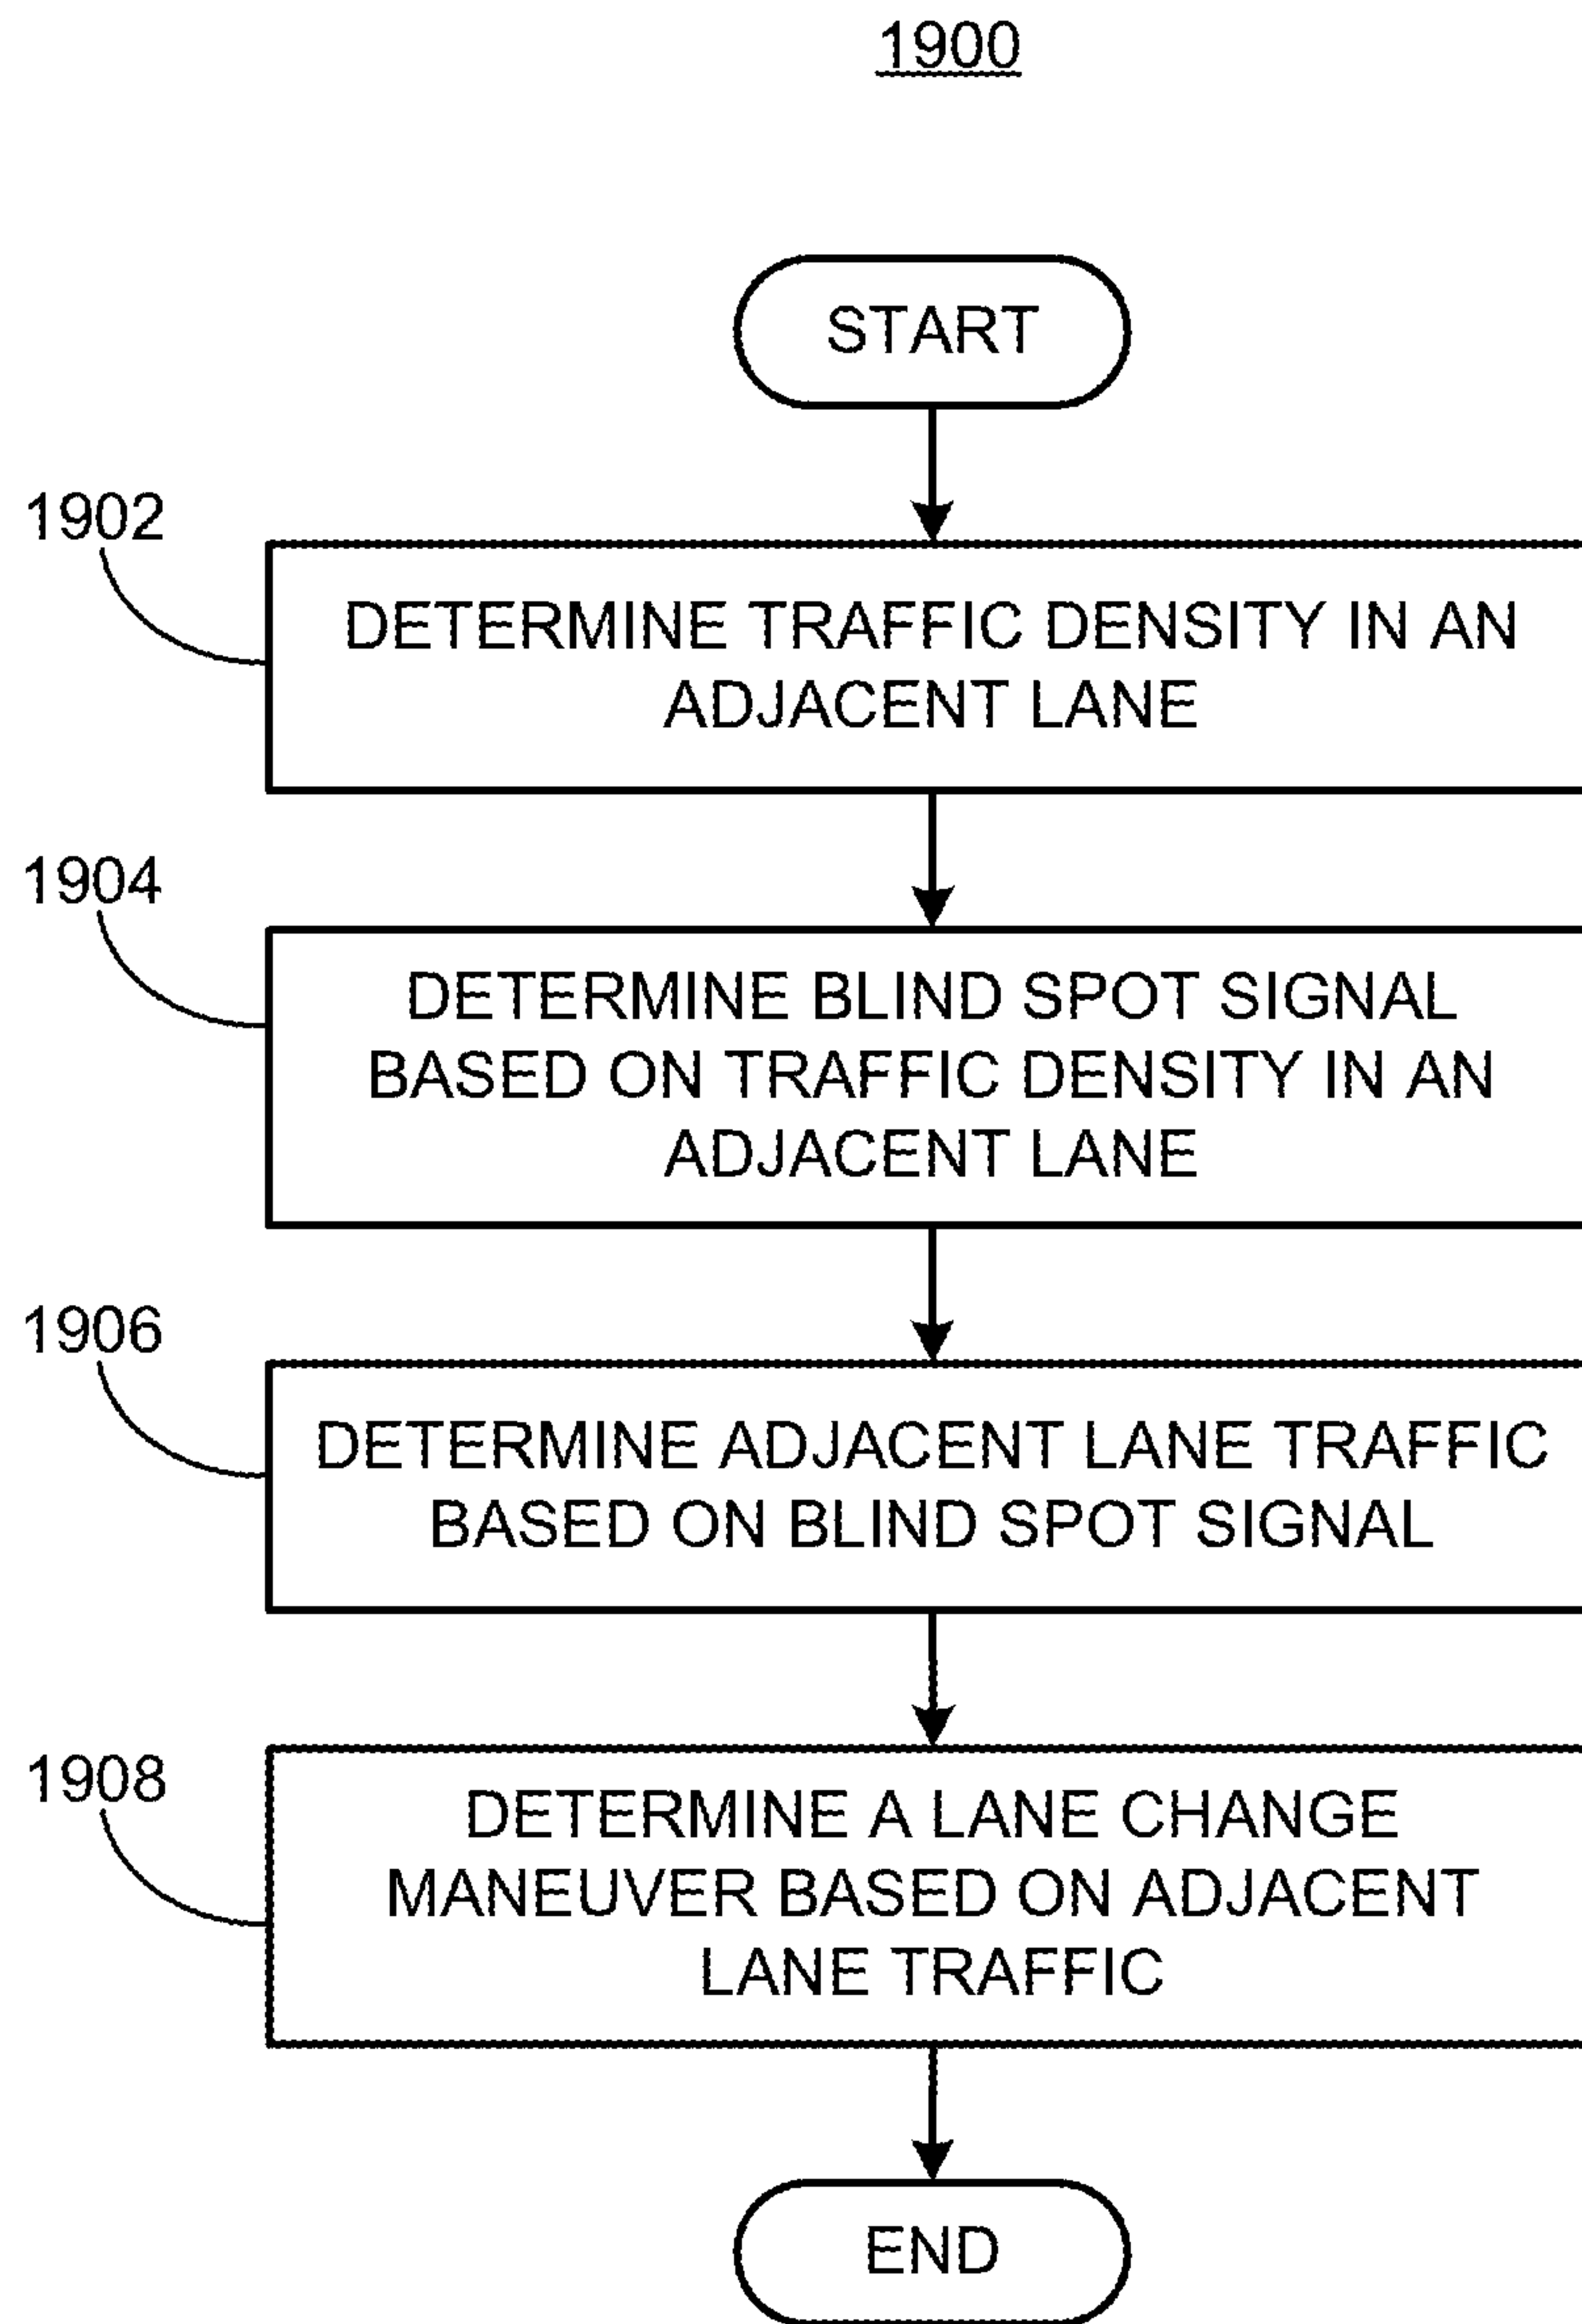 1900
START
1902
DETERMINE TRAFFIC DENSITY IN AN
ADJACENT LANE
1904
DETERMINE BLIND SPOT SIGNAL
BASED ON TRAFFIC DENSITY IN AN
ADJACENT LANE
1906
DETERMINE ADJACENT LANE TRAFFIC
BASED ON BLIND SPOT SIGNAL
1908
DETERMINE A LANE CHANGE
MANEUVER BASED ON ADJACENT
LANE TRAFFIC
END